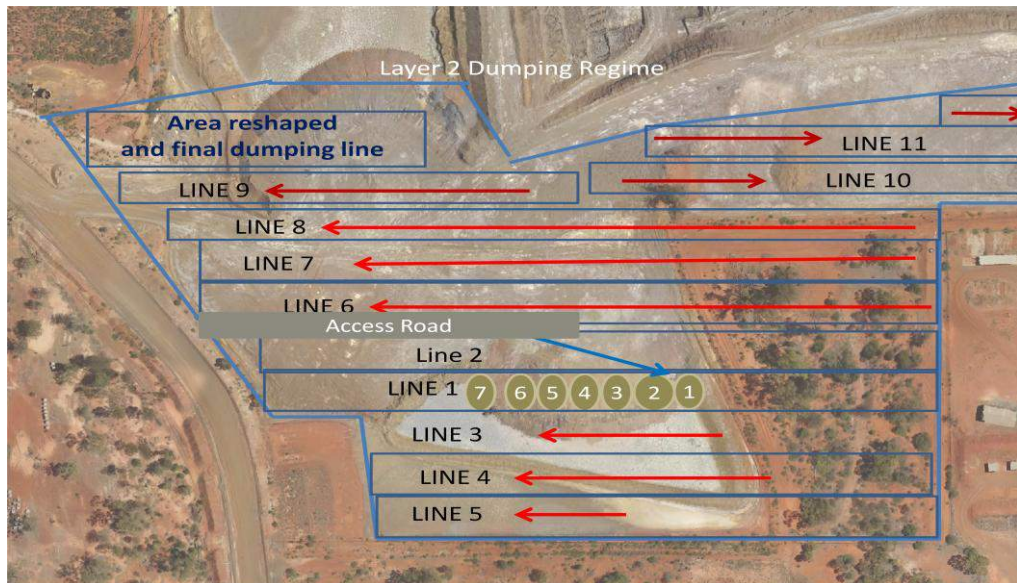 Layer 2 Dumping Regime
Area reshaped
and final dumping line
LINE 11
LINE 10
LINE 9
LINE 8
LINE 7
LINE 6
Access Road
Line 2
LINE 1 7 6 5 4 3 2 1
LINE 3
LINE 4
LINE 5